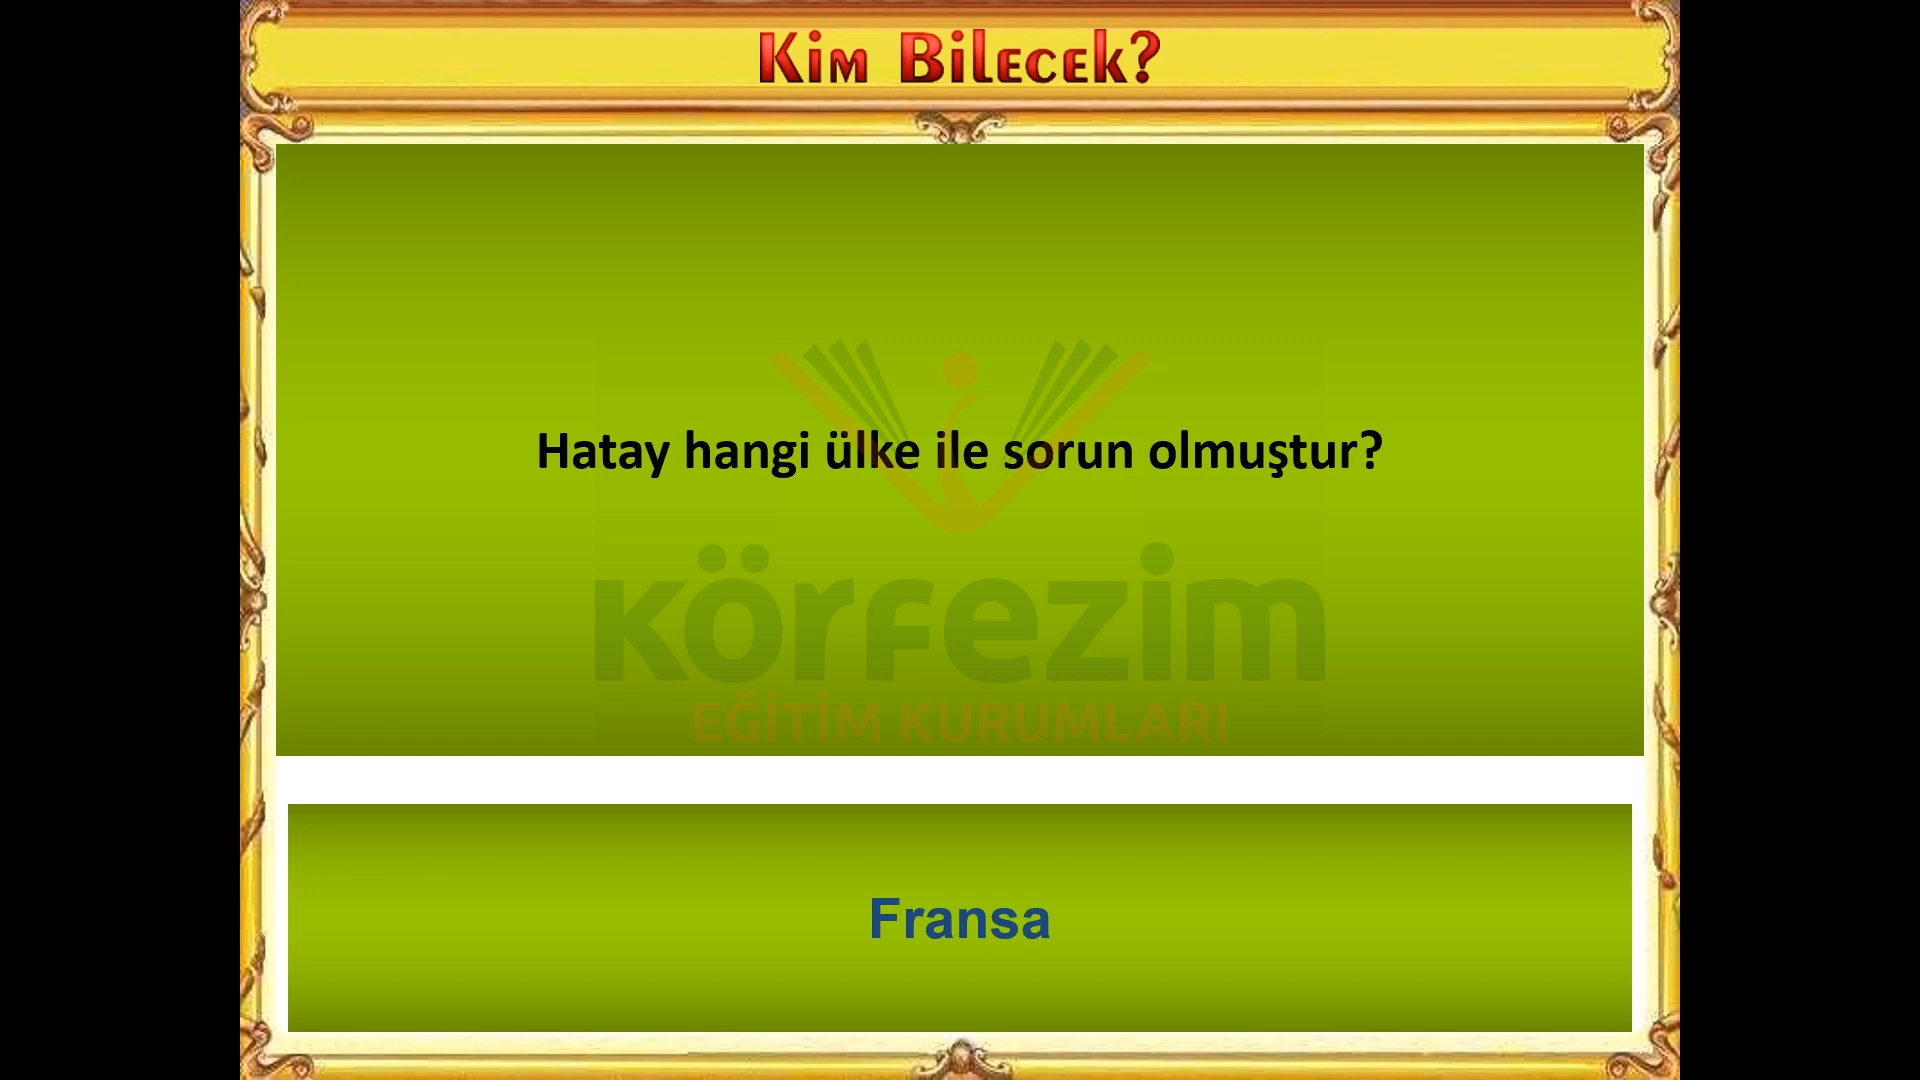 Kim Bilecek?
Hatay hangi ülke ile sorun olmuştur?
körfezim
EĞİTİM KURUMLARI
Fransa